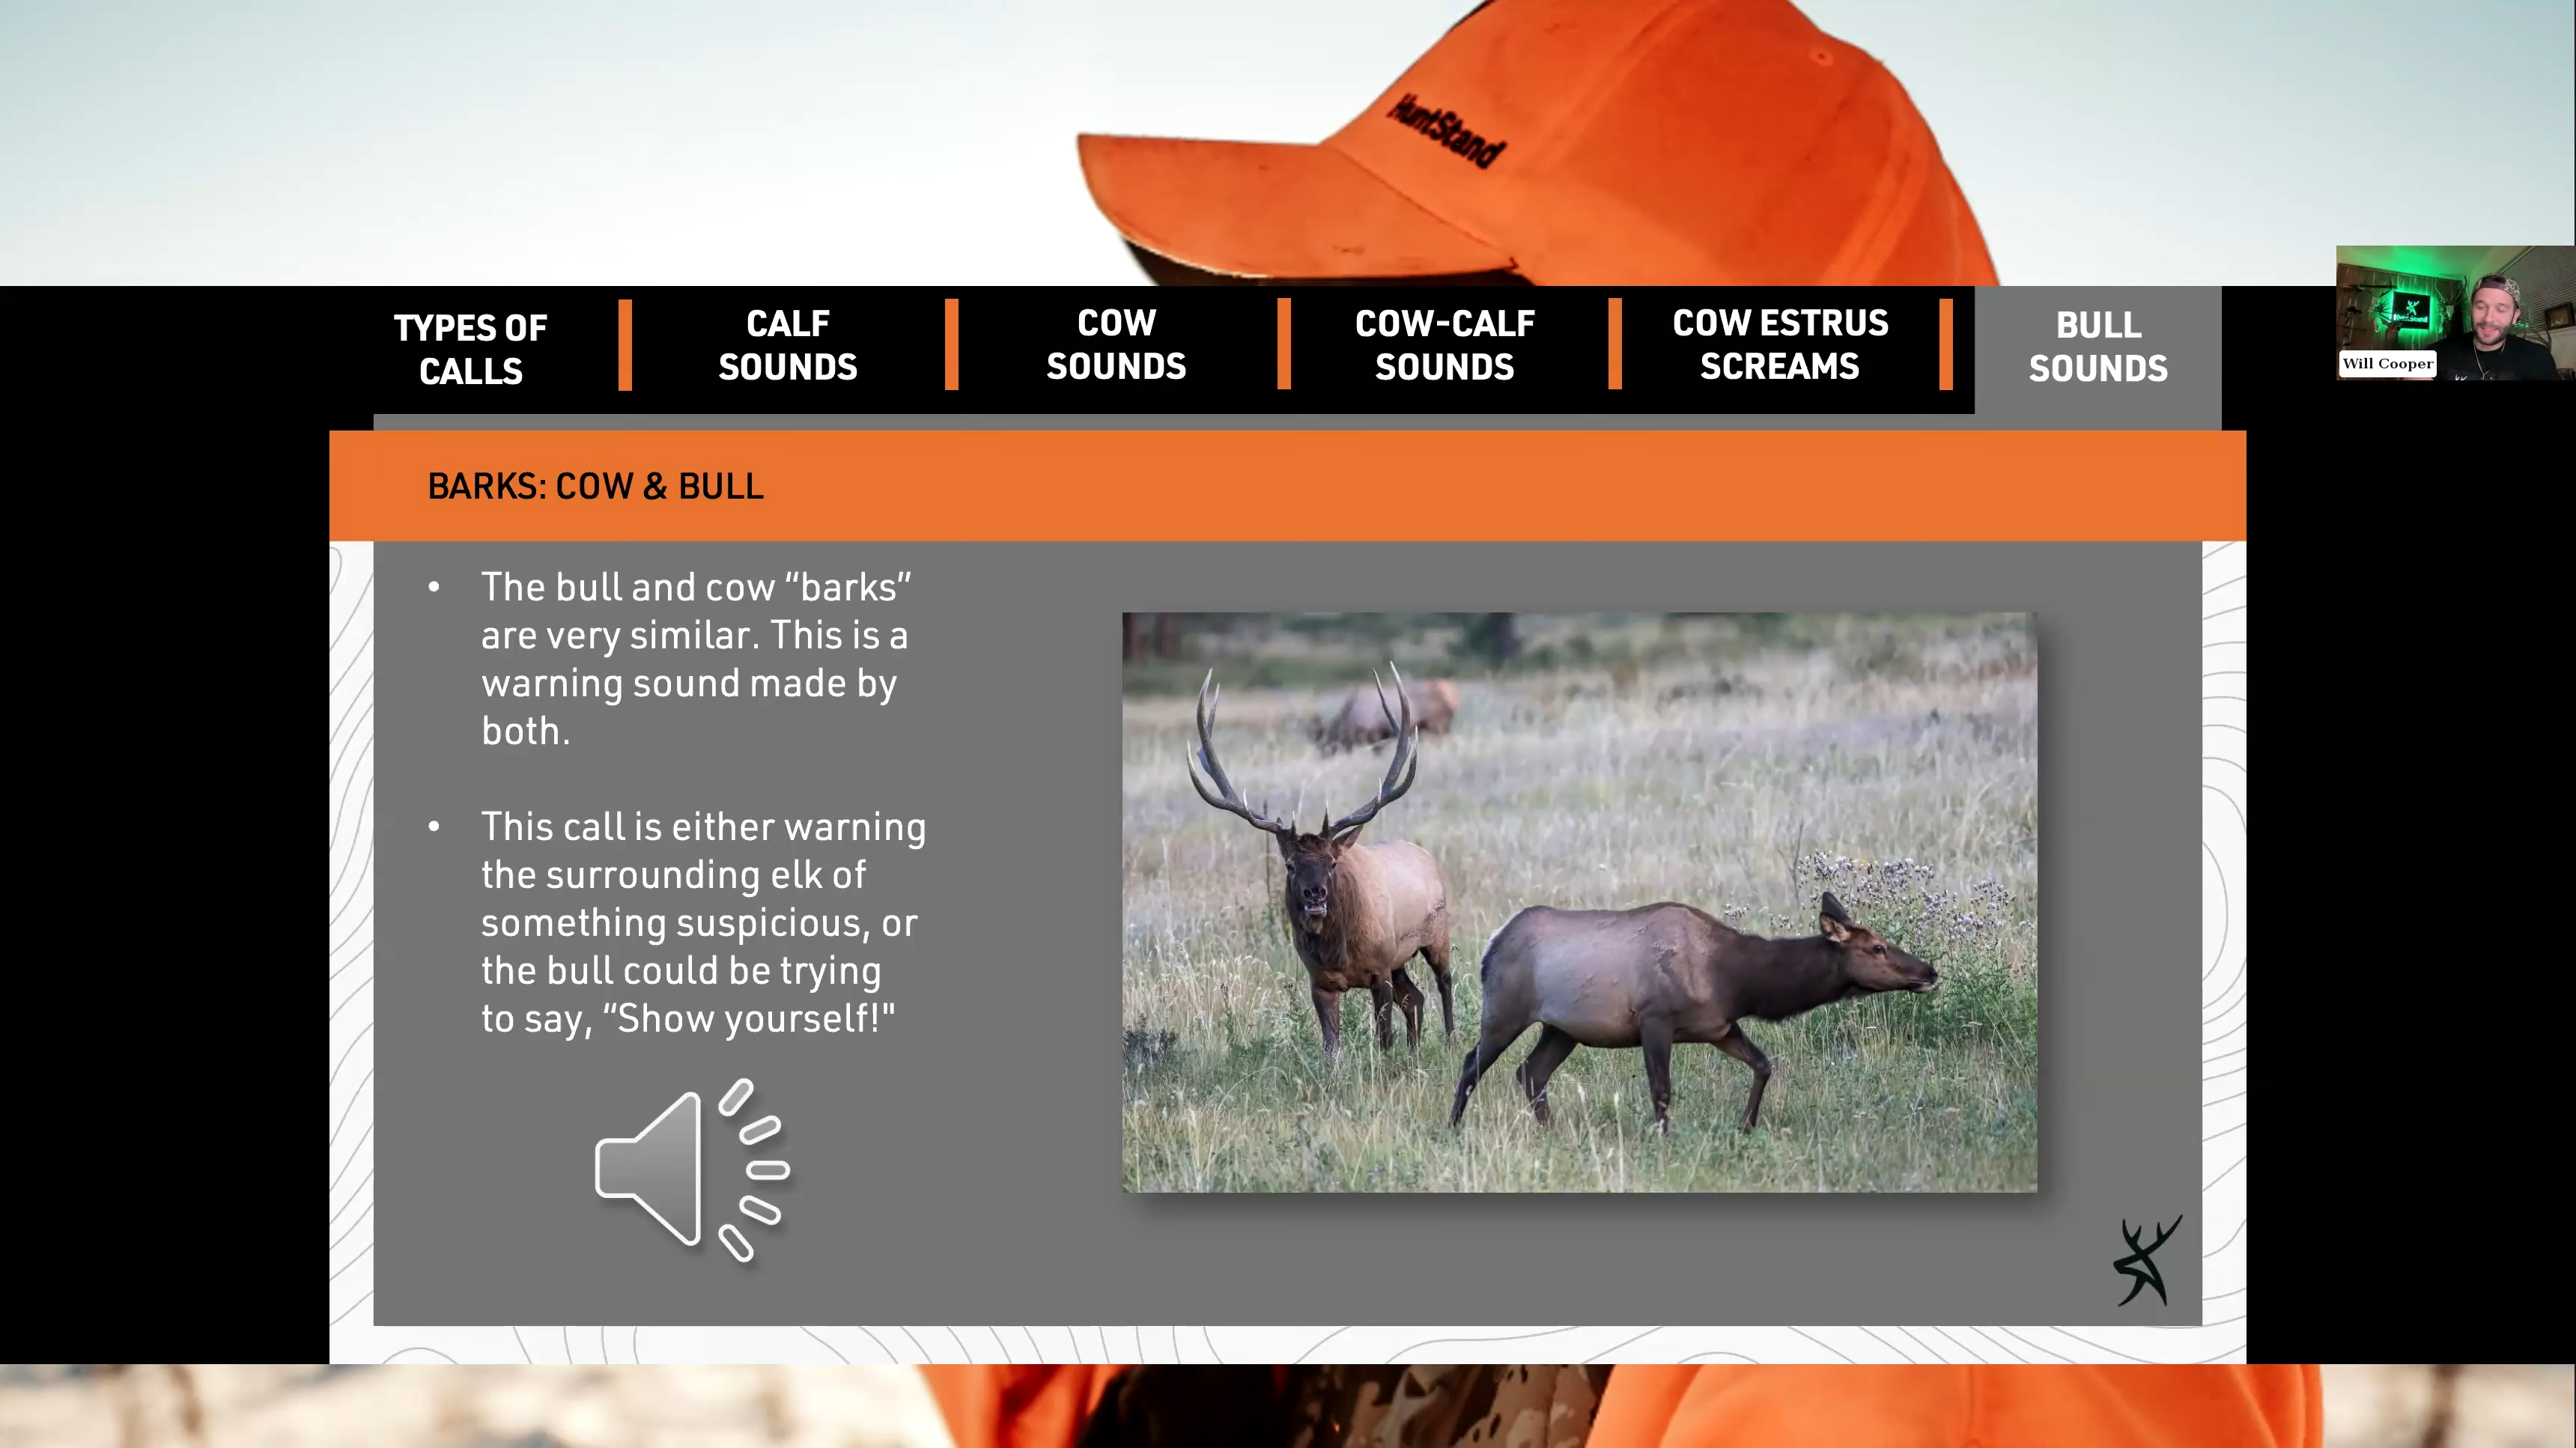 HuntStand
TYPES OF
CALLS
CALF
SOUNDS
COW
SOUNDS
COW-CALF
SOUNDS
COW ESTRUS
SCREAMS
BULL
SOUNDS
Will Cooper
BARKS: COW & BULL
• The bull and cow “barks”
are very similar. This is a
warning sound made by
both.
• This call is either warning
the surrounding elk of
something suspicious, or
the bull could be trying
to say, “Show yourself!"